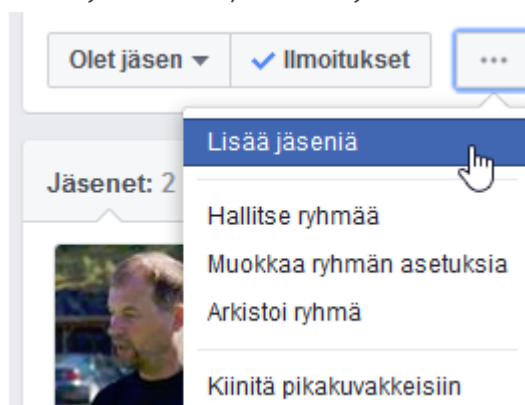 Olet jäsen Ilmoitukset ...
Lisää jäseniä
Jäsenet: 2
Hallitse ryhmää
Muokkaa ryhmän asetuksia
Arkistoi ryhmä
Kiinitä pikakuvakkeisiin